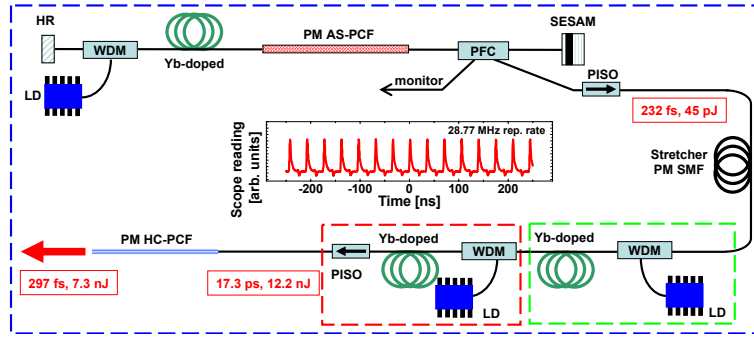 HR
WDM
Yb-doped
PM AS-PCF
PFC
SESAM
LD
monitor
PISO
232 fs, 45 pJ
Stretcher
PM SMF
Scope reading
[arb. units]
28.77 MHz rep. rate
-200 -100 0 100 200
Time [ns]
PM HC-PCF
297 fs, 7.3 nJ
17.3 ps, 12.2 nJ
PISO
Yb-doped
WDM
LD
Yb-doped
WDM
LD